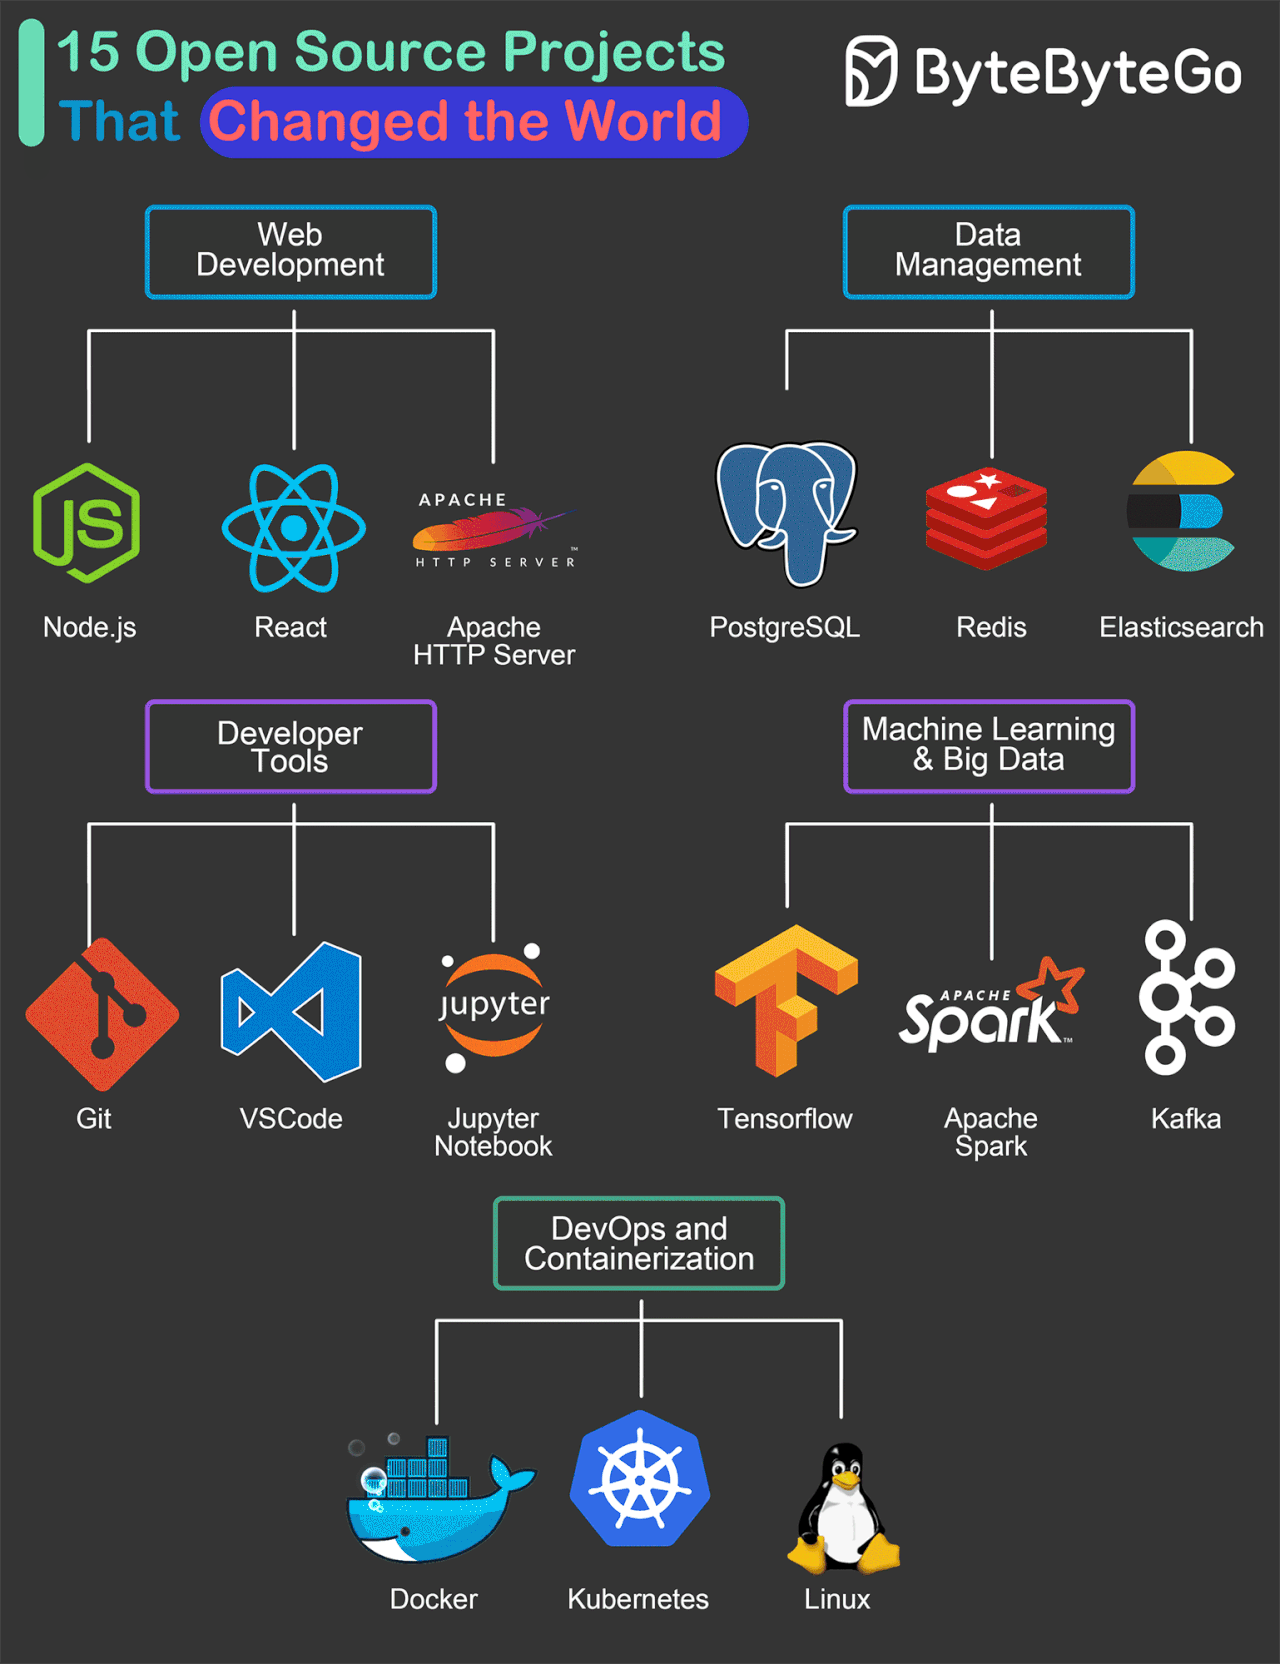 15 Open Source Projects
That Changed the World
ByteByteGo
Web
Development
Data
Management
JS
APACHE
HTTP SERVER
TM
Node.js
React
Apache
HTTP Server
PostgreSQL
Redis
Elasticsearch
Developer
Tools
Machine Learning
& Big Data
jupyter
APACHE
Spark
TM
Git
VSCode
Jupyter
Notebook
Tensorflow
Apache
Spark
Kafka
DevOps and
Containerization
Docker
Kubernetes
Linux